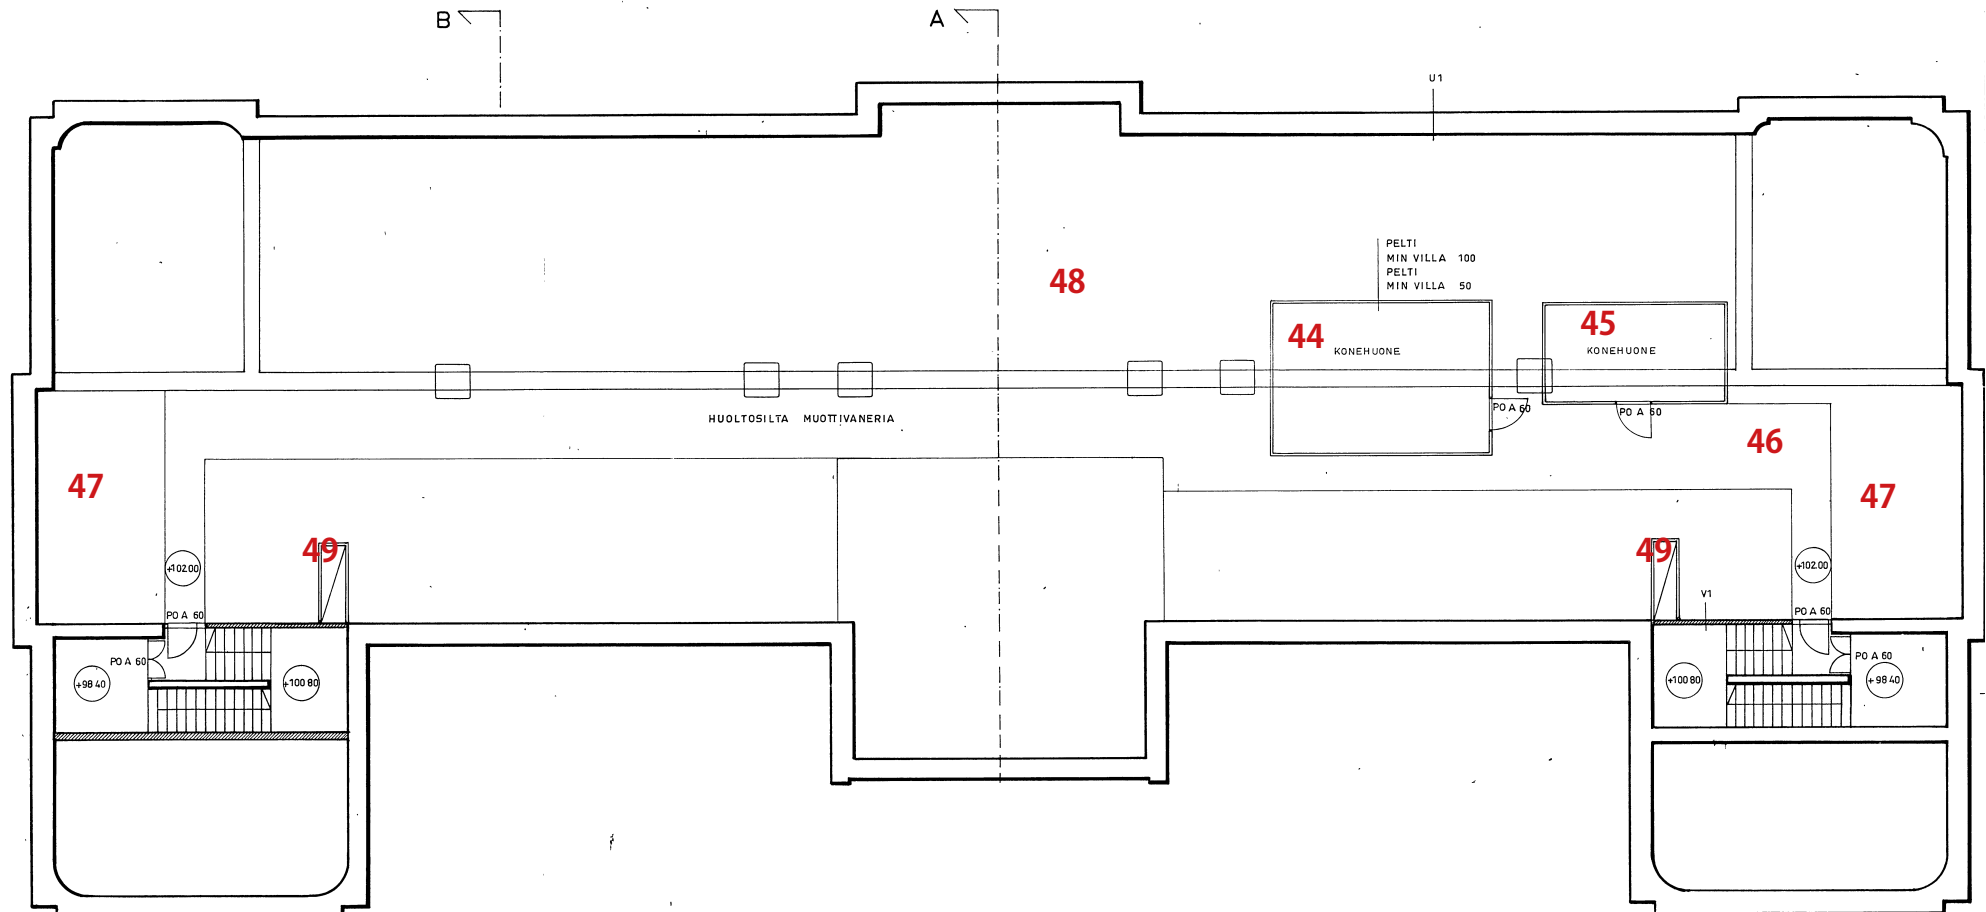 B
A
U1
PELTI
MIN VILLA 100
PELTI
MIN VILLA 50
48
44
KONEHUONE
45
KONEHUONE
HUOLTOSILTA MUOTTIVANERIA
PO A 60
PO A 60
46
47
47
49
49
+102.00
+102.00
V1
PO A 60
PO A 60
PO A 60
PO A 60
+98 40
+100 80
+100 80
+98 40